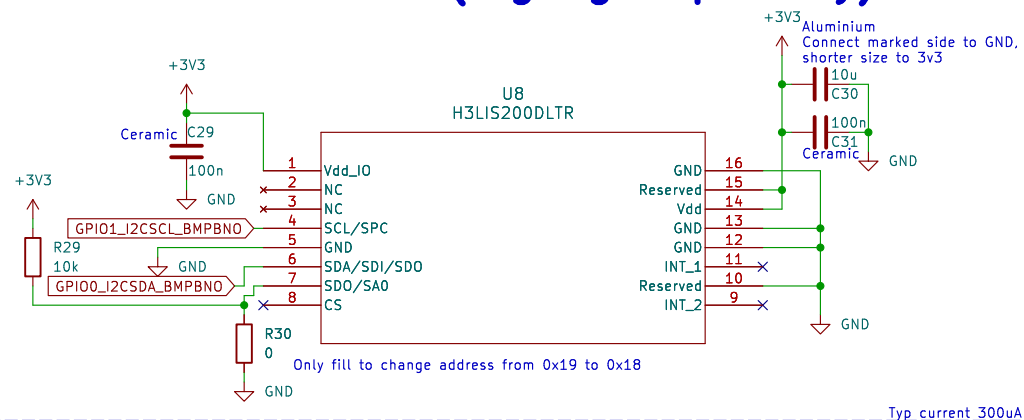 +3V3
Aluminium
Connect marked side to GND,
shorter size to 3v3
10u
C30
100n
C31
Ceramic
GND
U8
H3LIS200DLTR
+3V3
Ceramic
C29
100n
GND
+3V3
R29
10k
GPIO1_I2CSCL_BMPBNO
GND
GPIO0_I2CSDA_BMPBNO
1 Vdd_IO
2 NC
3 NC
4 SCL/SPC
5 GND
6 SDA/SDI/SDO
7 SDO/SA0
8 CS
GND 16
Reserved 15
Vdd 14
GND 13
GND 12
INT_1 11
Reserved 10
INT_2 9
GND
R30
0
GND
Only fill to change address from 0x19 to 0x18
Typ current 300uA